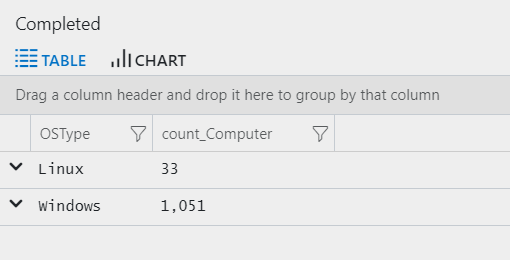 Completed
TABLE CHART
Drag a column header and drop it here to group by that column
OSType count_Computer
Linux 33
Windows 1,051